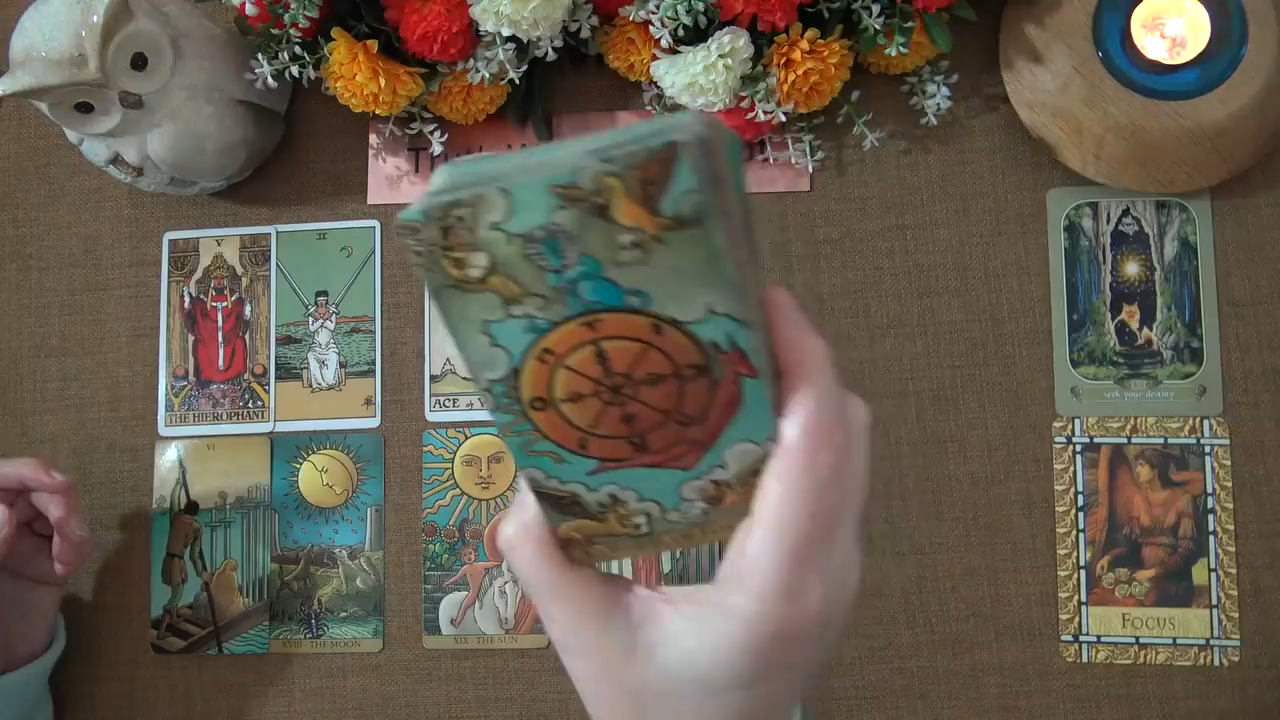 V
II
THE HIEROPHANT
ACE of
VI
XVIII · THE MOON
XIX · THE SUN
seek your destiny
FOCUS